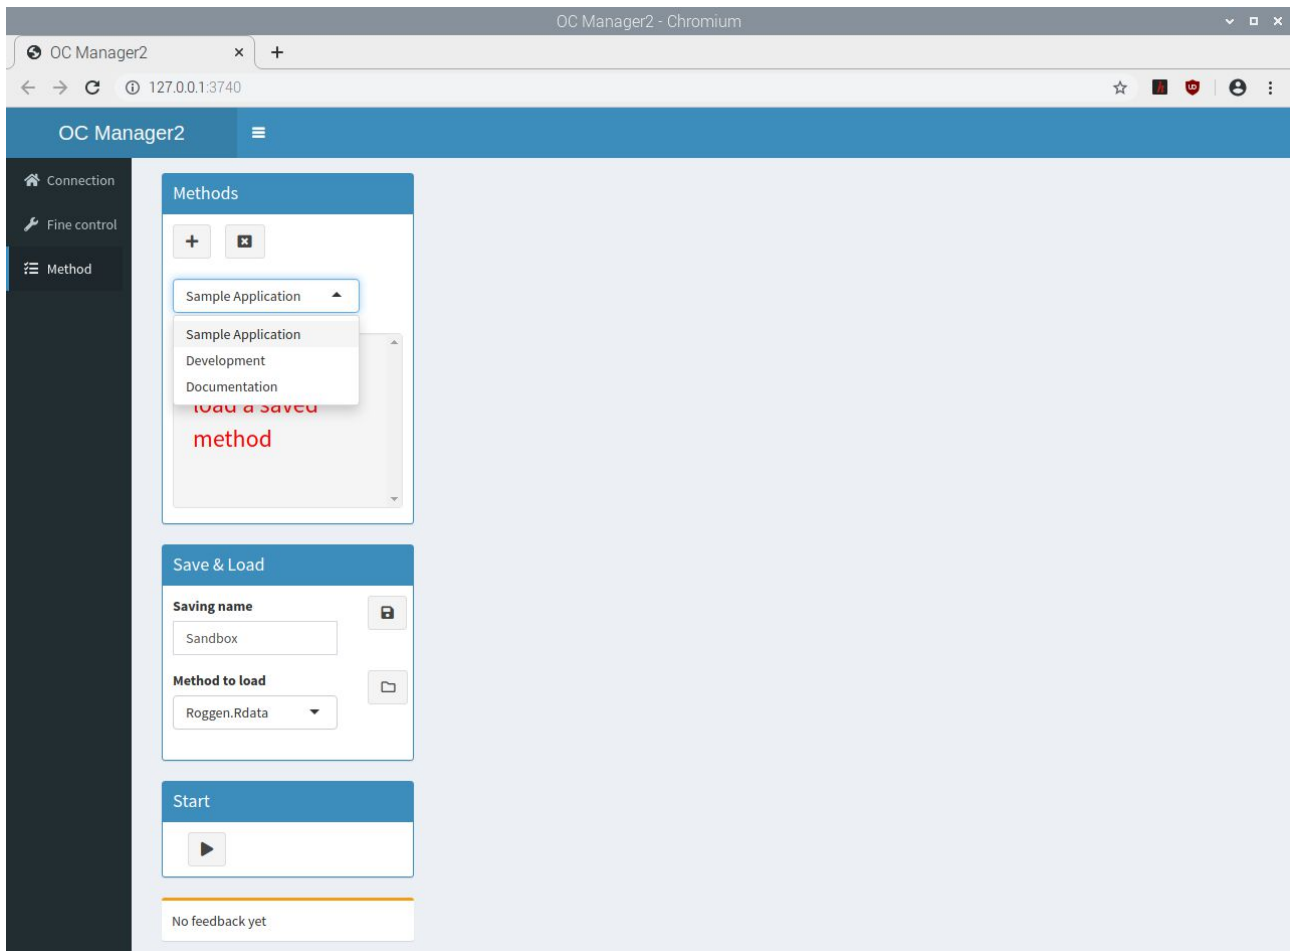 OC Manager2 - Chromium
OC Manager2
127.0.0.1:3740
OC Manager2
Connection
Fine control
Method
Methods
Sample Application
Sample Application
Development
Documentation
load a saved
method
Save & Load
Saving name
Sandbox
Method to load
Roggen.Rdata
Start
No feedback yet